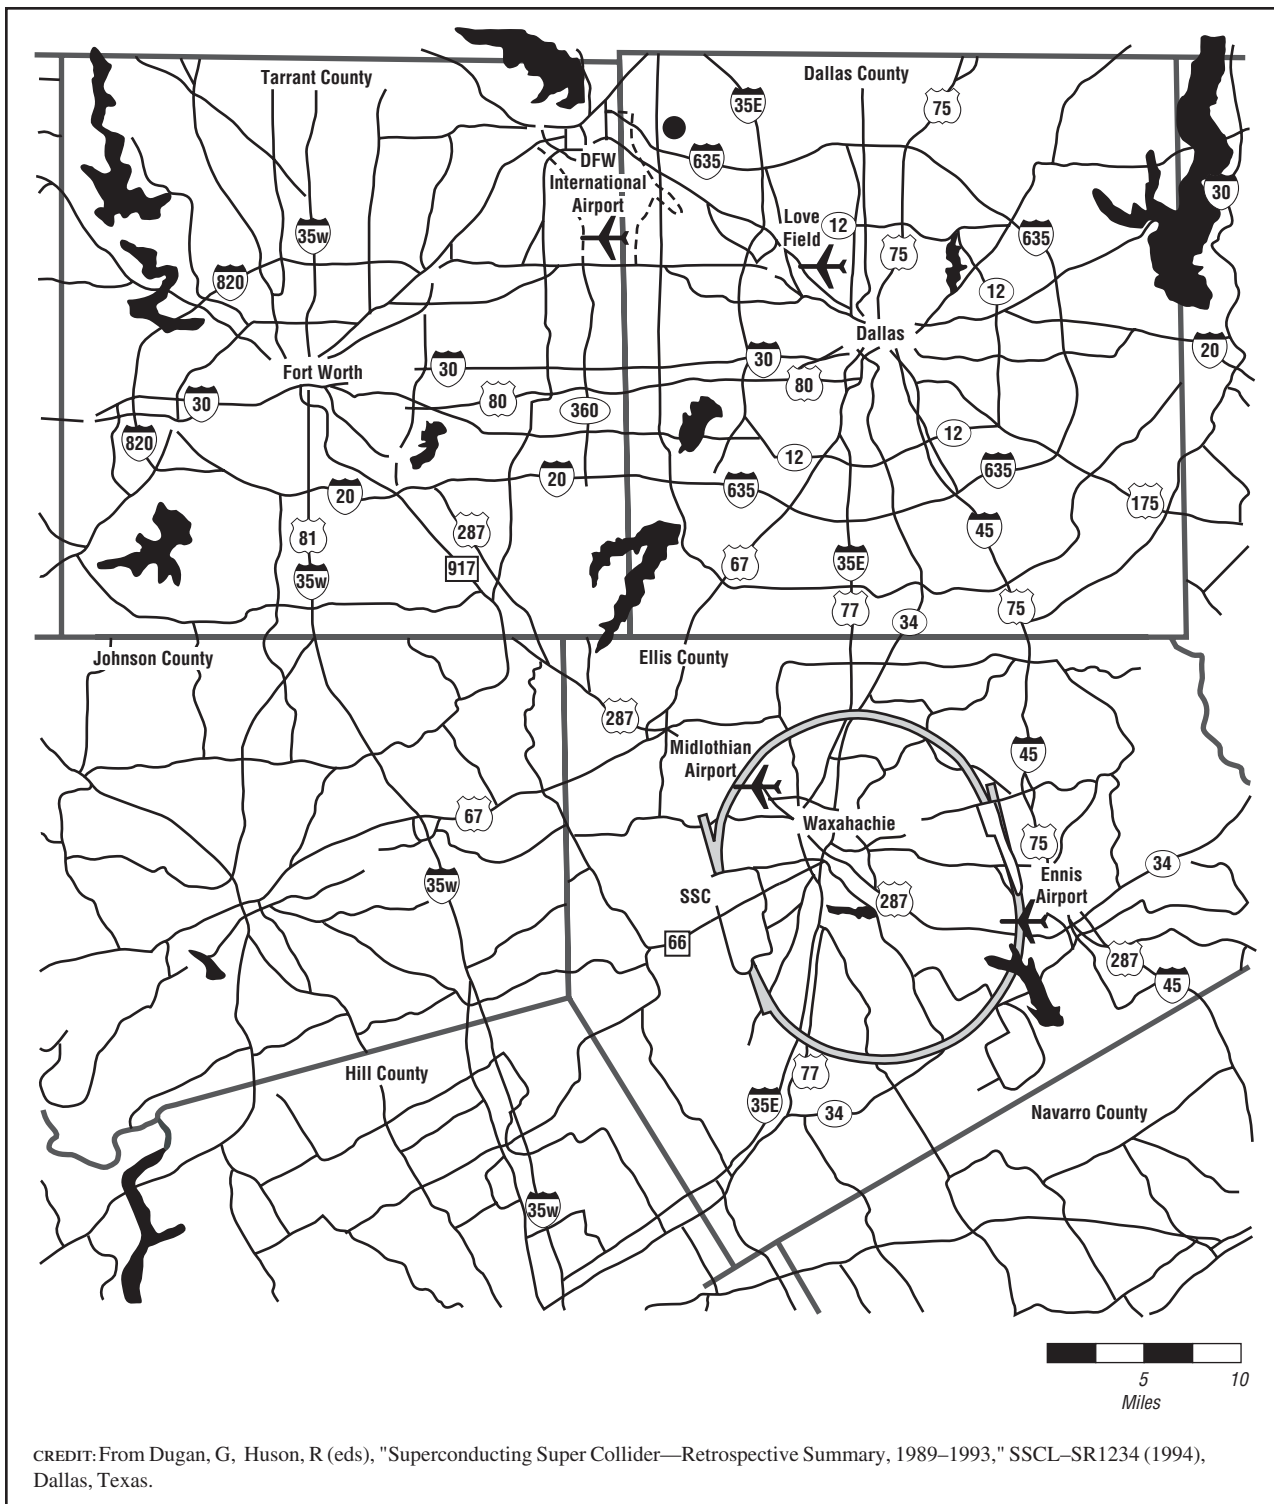 Tarrant County
Dallas County
35E
75
635
DFW
International
Airport
30
35w
Love
Field
12
75
635
820
12
Dallas
20
Fort Worth
30
30
80
30
80
360
820
12
12
635
20
20
635
175
81
287
45
917
67
35E
35w
77
75
34
Johnson County
Ellis County
287
Midlothian
Airport
45
67
Waxahachie
75
34
Ennis
Airport
35w
SSC
287
66
287
45
Hill County
77
35E
34
Navarro County
35w
5
10
Miles
CREDIT: From Dugan, G, Huson, R (eds), "Superconducting Super Collider—Retrospective Summary, 1989–1993," SSCL–SR1234 (1994),
Dallas, Texas.